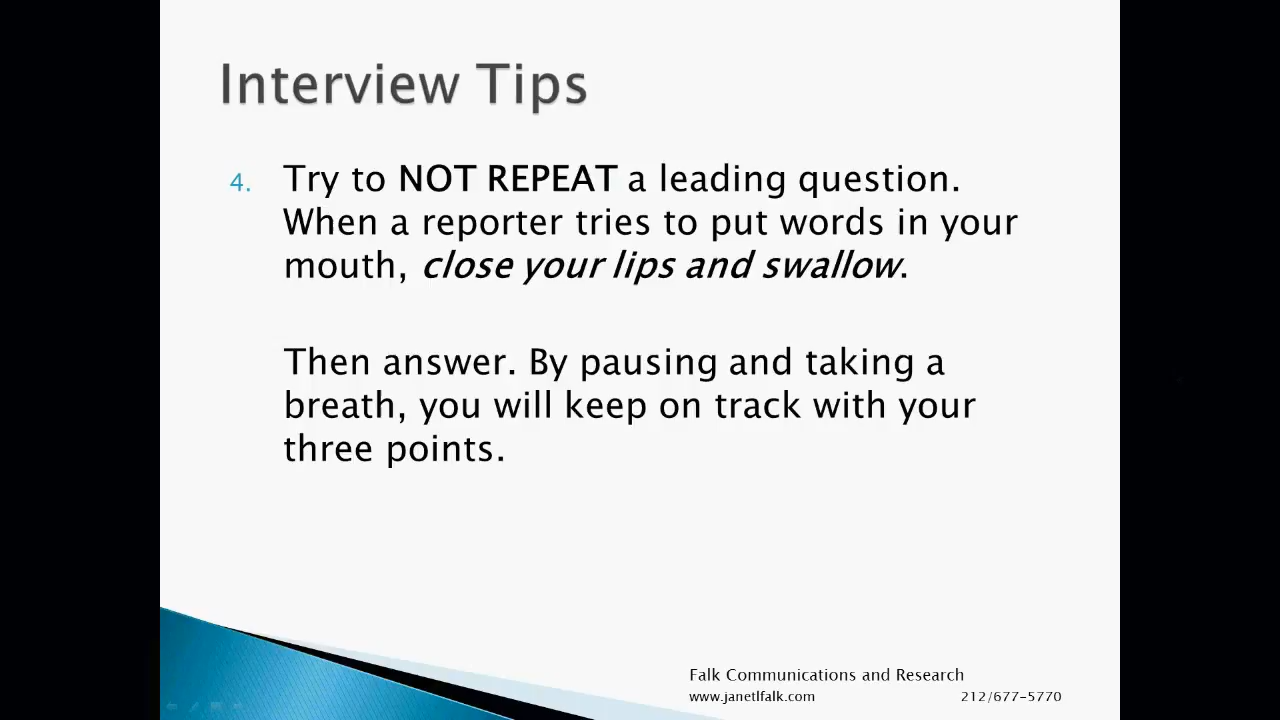 Interview Tips
4. Try to NOT REPEAT a leading question.
When a reporter tries to put words in your
mouth, close your lips and swallow.
Then answer. By pausing and taking a
breath, you will keep on track with your
three points.
Falk Communications and Research
www.janetlfalk.com 212/677-5770